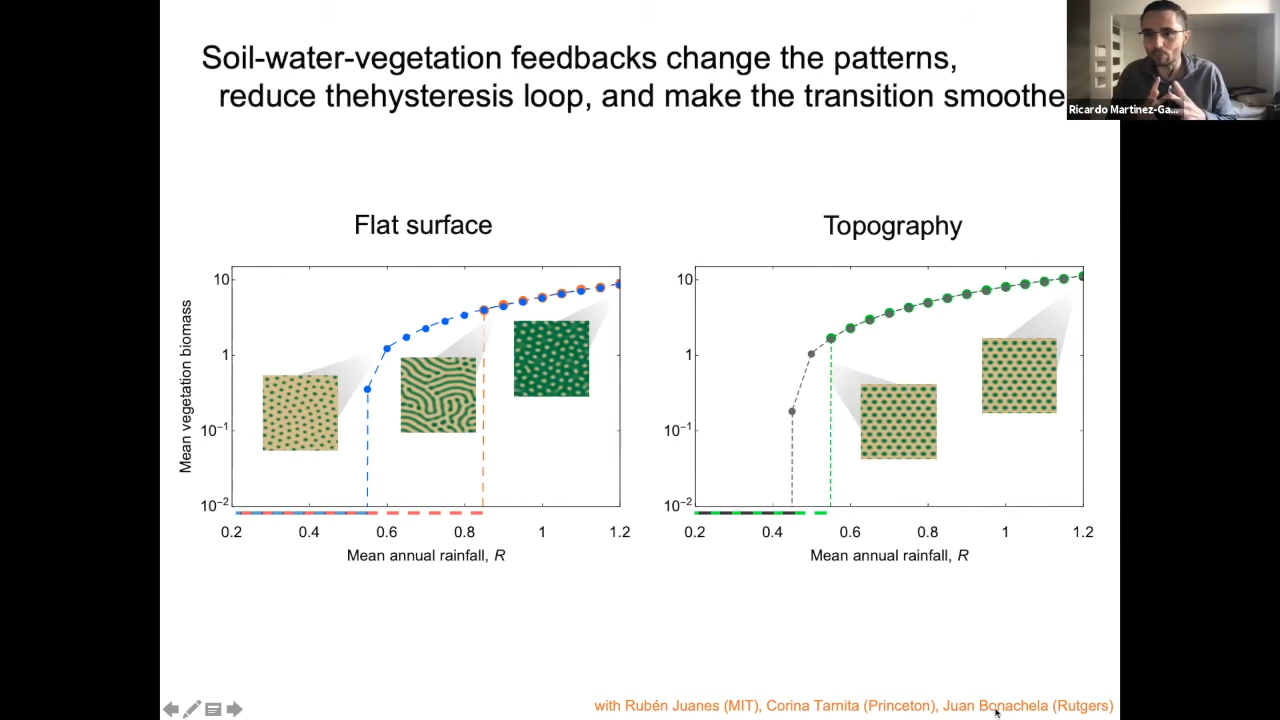 Soil-water-vegetation feedbacks change the patterns,
reduce thehysteresis loop, and make the transition smoothe
Ricardo Martinez-Ga...
Flat surface
Topography
Mean vegetation biomass
10
1
10⁻¹
10⁻²
0.2 0.4 0.6 0.8 1 1.2
Mean annual rainfall, R
10
1
10⁻¹
10⁻²
0.2 0.4 0.6 0.8 1 1.2
Mean annual rainfall, R
with Rubén Juanes (MIT), Corina Tarnita (Princeton), Juan Bonachela (Rutgers)